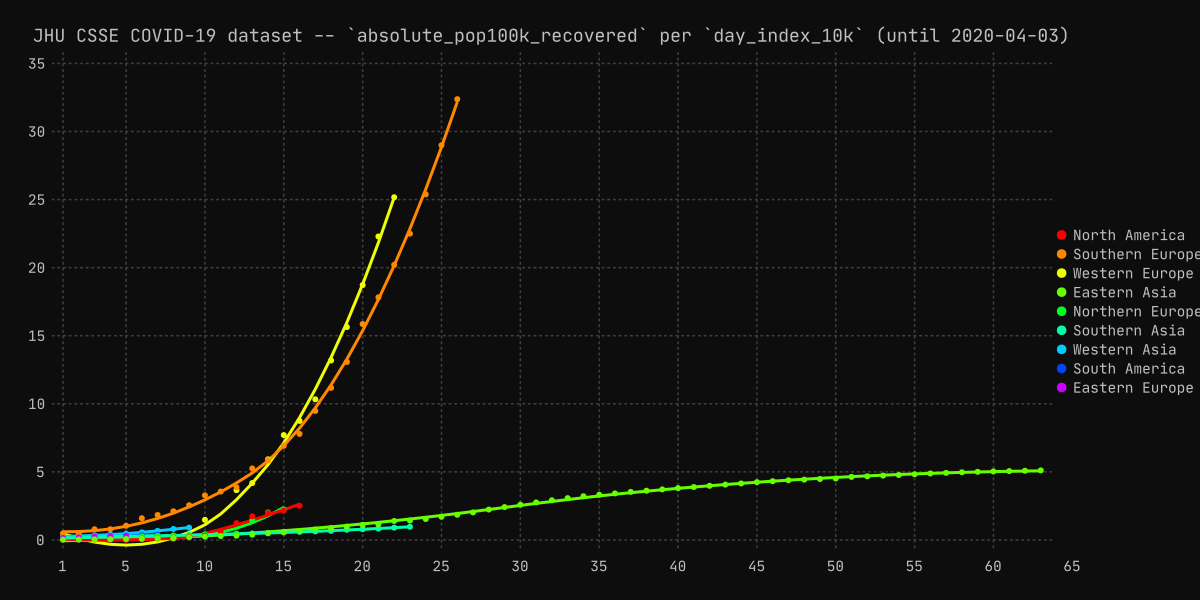 JHU CSSE COVID-19 dataset -- `absolute_pop100k_recovered` per `day_index_10k` (until 2020-04-03)
35
30
25
20
15
10
5
0
1 5 10 15 20 25 30 35 40 45 50 55 60 65
North America
Southern Europe
Western Europe
Eastern Asia
Northern Europe
Southern Asia
Western Asia
South America
Eastern Europe